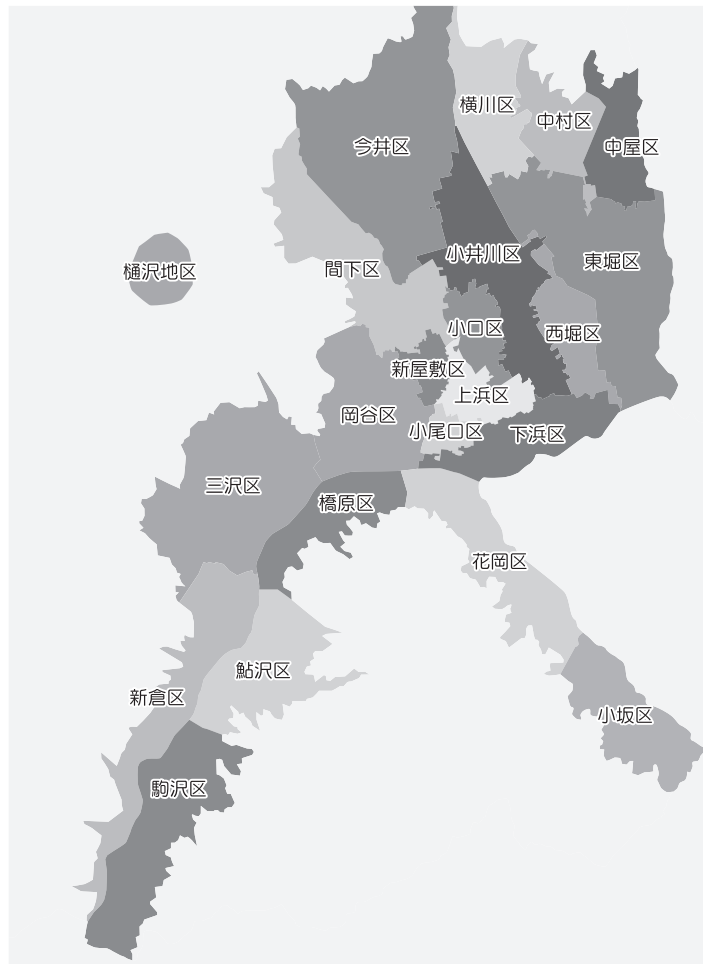 横川区
中村区
中屋区
今井区
小井川区
東堀区
樋沢地区
間下区
小口区
西堀区
新屋敷区
上浜区
岡谷区
小尾口区
下浜区
三沢区
橋原区
花岡区
鮎沢区
新倉区
小坂区
駒沢区